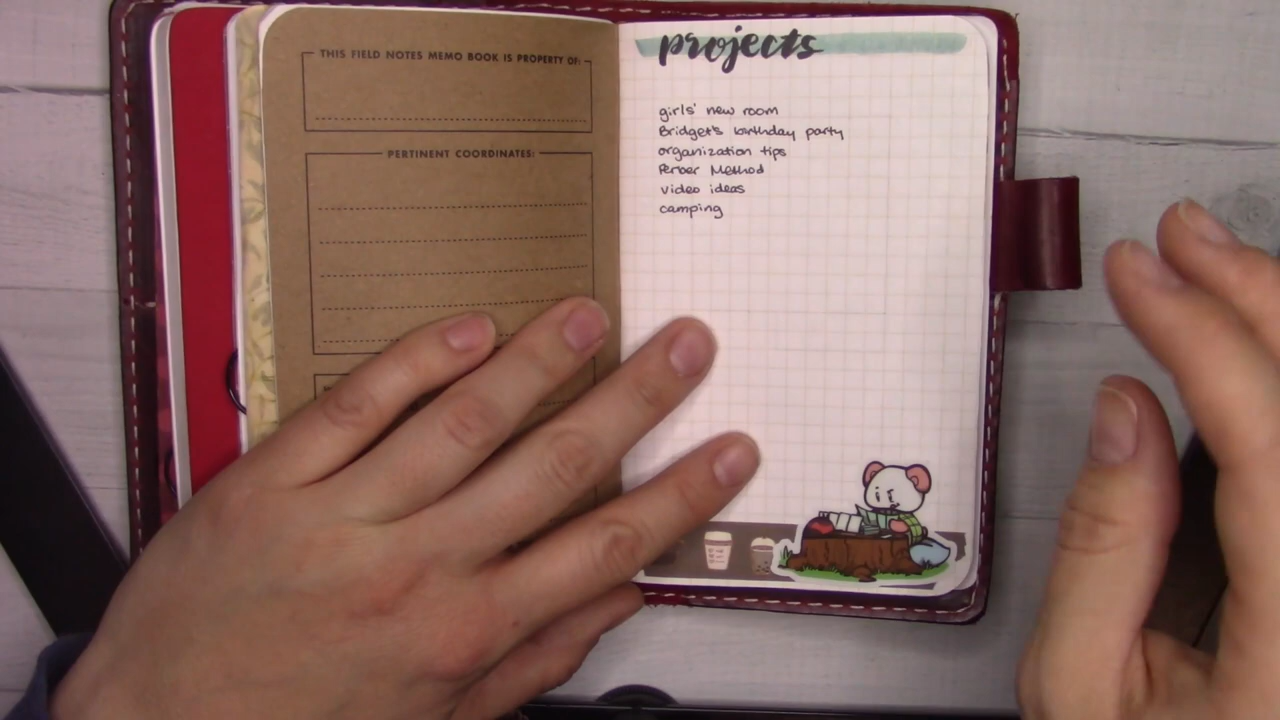 THIS FIELD NOTES MEMO BOOK IS PROPERTY OF:
PERTINENT COORDINATES:
projects
girls' new room
Bridget's birthday party
organization tips
Ferber Method
video ideas
camping